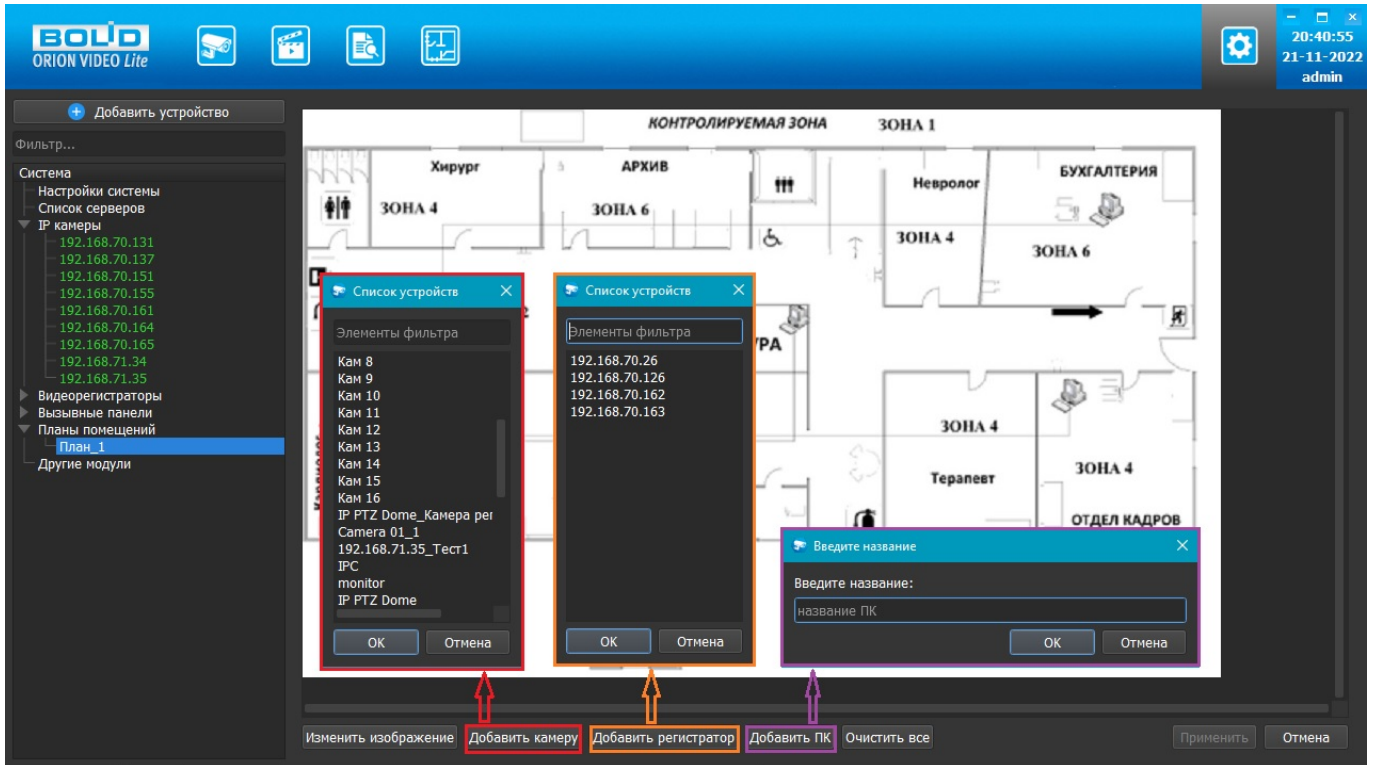 BOLID
ORION VIDEO Lite
20:40:55
21-11-2022
admin
Добавить устройство
Фильтр...
Система
Настройки системы
Список серверов
IP камеры
192.168.70.131
192.168.70.137
192.168.70.151
192.168.70.155
192.168.70.161
192.168.70.164
192.168.70.165
192.168.71.34
192.168.71.35
Видеорегистраторы
Вызывные панели
Планы помещений
План_1
Другие модули
КОНТРОЛИРУЕМАЯ ЗОНА ЗОНА 1
Хирург
АРХИВ
Невролог
БУХГАЛТЕРИЯ
ЗОНА 4
ЗОНА 6
ЗОНА 4
ЗОНА 6
УРА
ЗОНА 4
Терапевт
ЗОНА 4
ОТДЕЛ КАДРОВ
Список устройств
Элементы фильтра
Кам 8
Кам 9
Кам 10
Кам 11
Кам 12
Кам 13
Кам 14
Кам 15
Кам 16
IP PTZ Dome_Камера рег
Camera 01_1
192.168.71.35_Тест1
IPC
monitor
IP PTZ Dome
OK
Отмена
Список устройств
Элементы фильтра
192.168.70.26
192.168.70.126
192.168.70.162
192.168.70.163
OK
Отмена
Введите название
Введите название:
название ПК
OK
Отмена
Изменить изображение
Добавить камеру
Добавить регистратор
Добавить ПК
Очистить все
Применить
Отмена